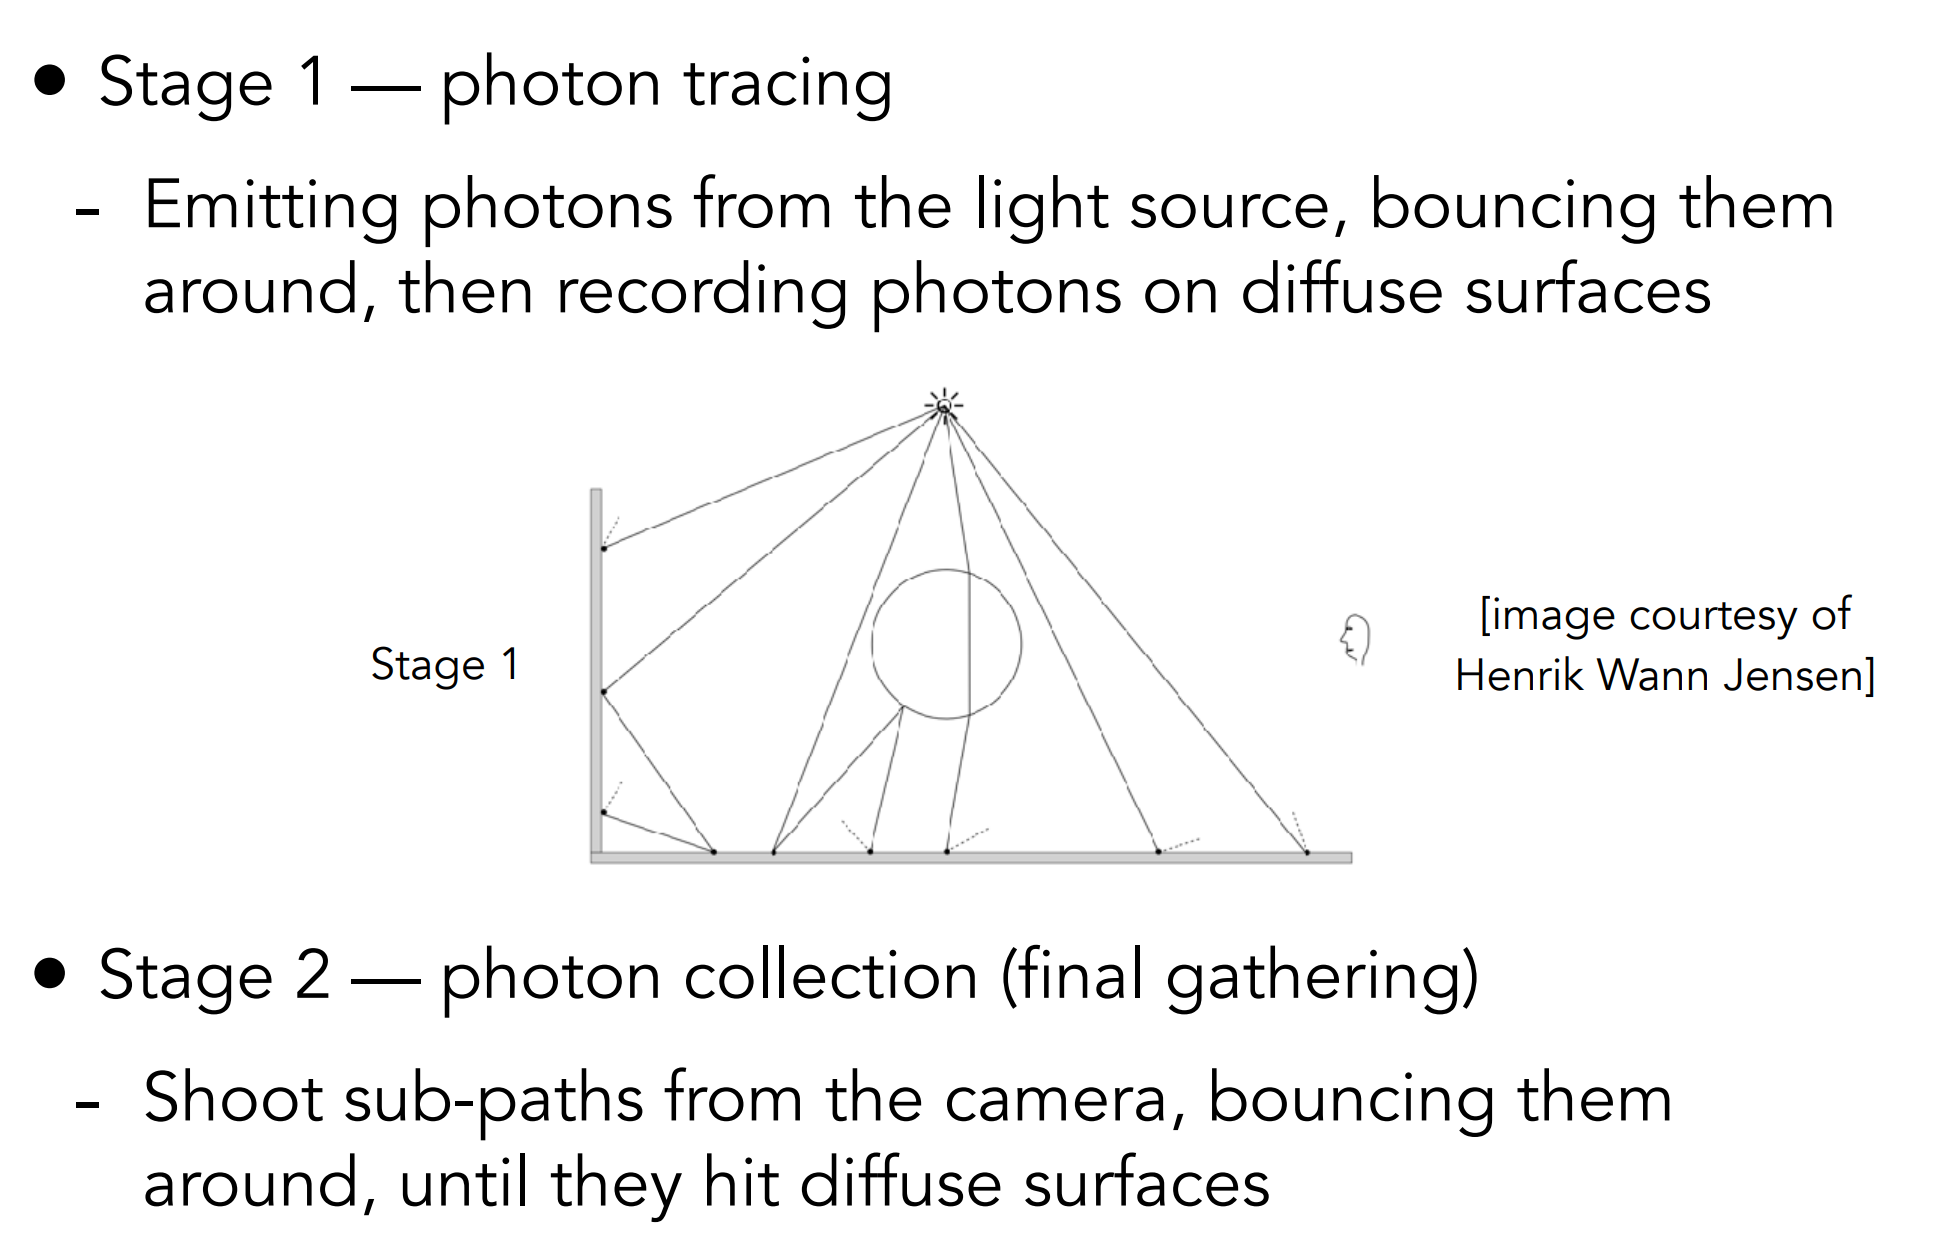 • Stage 1 — photon tracing
- Emitting photons from the light source, bouncing them
around, then recording photons on diffuse surfaces
Stage 1
[image courtesy of
Henrik Wann Jensen]
• Stage 2 — photon collection (final gathering)
- Shoot sub-paths from the camera, bouncing them
around, until they hit diffuse surfaces